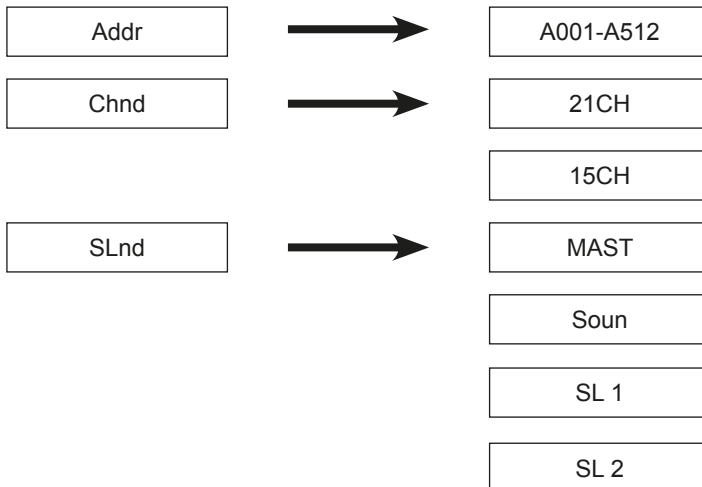 Addr
A001-A512
Chnd
21CH
15CH
SLnd
MAST
Soun
SL 1
SL 2